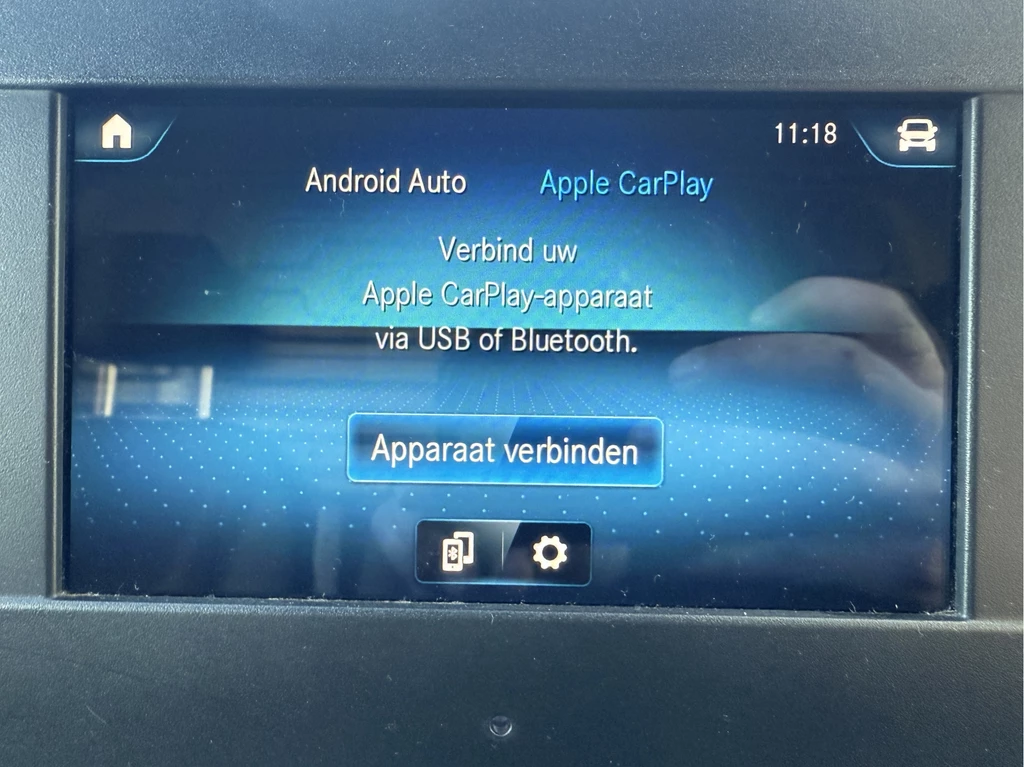 11:18
Android Auto Apple CarPlay
Verbind uw
Apple CarPlay-apparaat
via USB of Bluetooth.
Apparaat verbinden